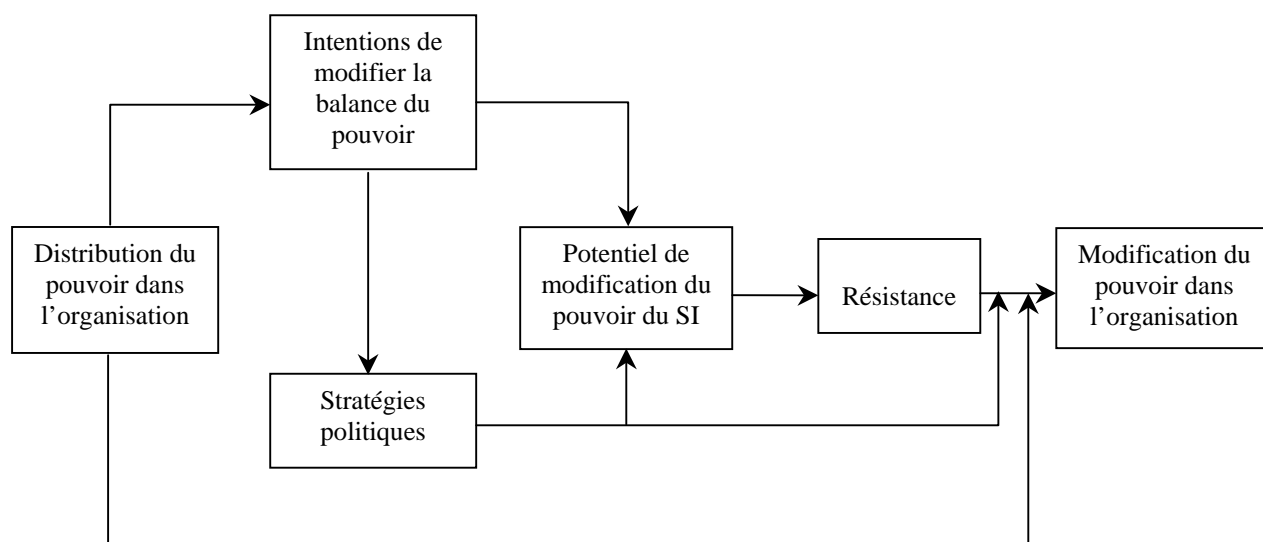 Intentions de
modifier la
balance du
pouvoir
Distribution du
pouvoir dans
l’organisation
Potentiel de
modification du
pouvoir du SI
Résistance
Modification du
pouvoir dans
l’organisation
Stratégies
politiques